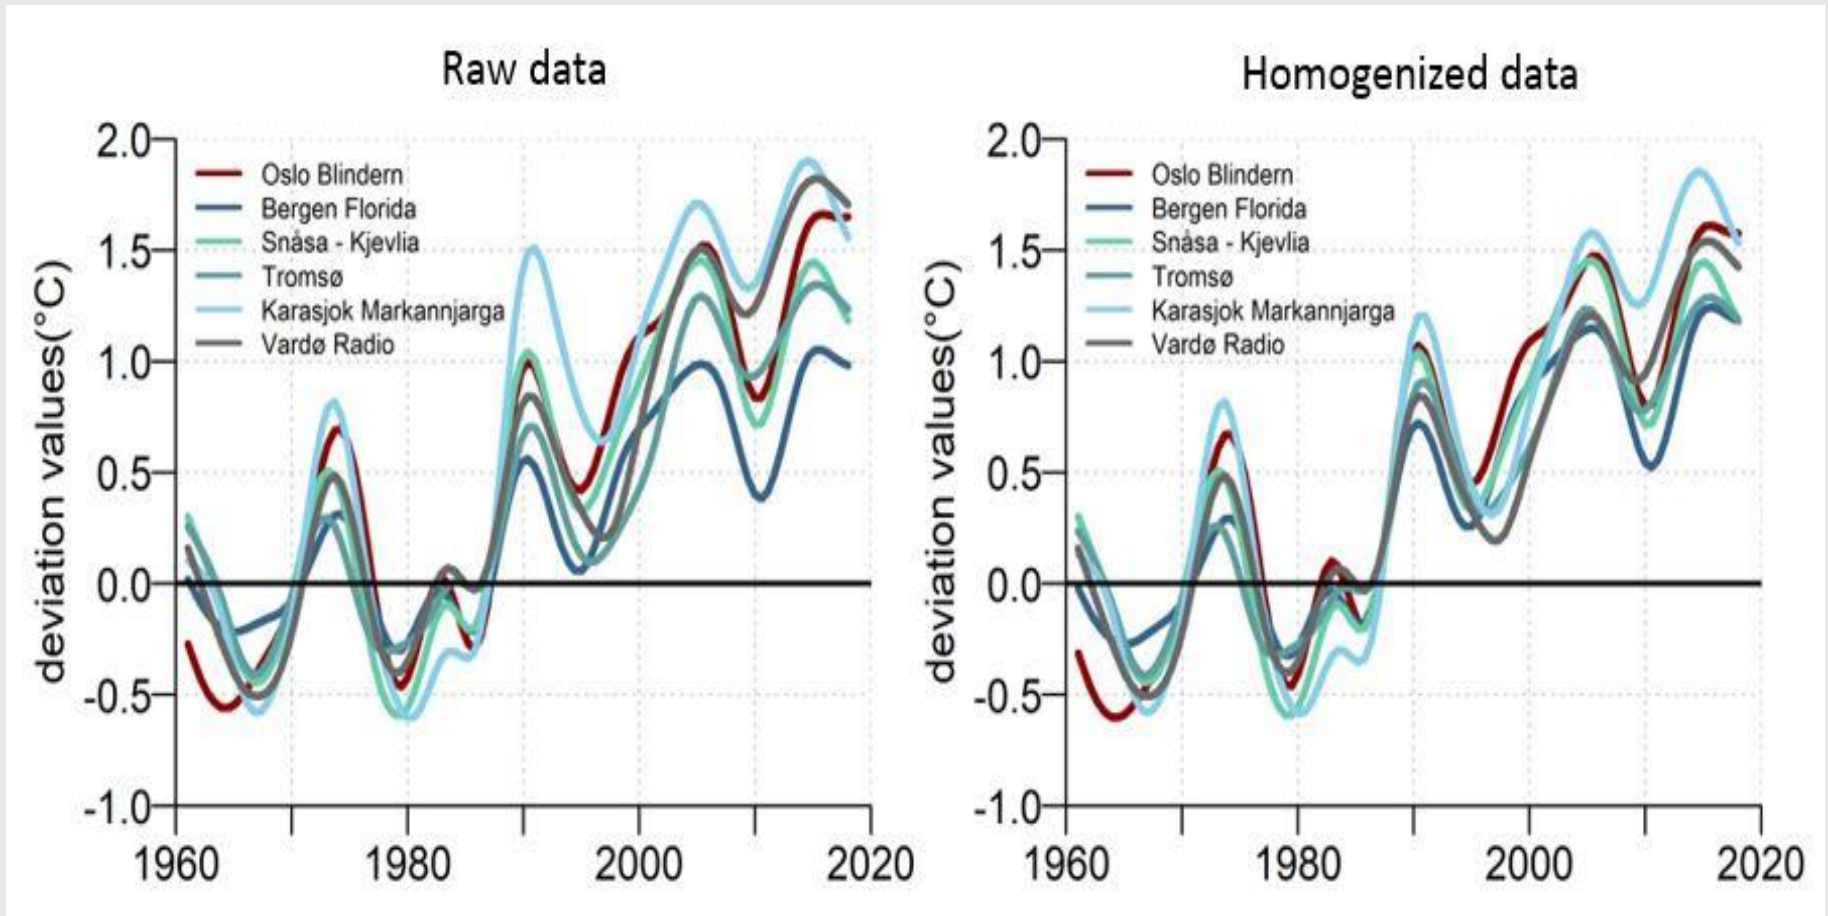 Raw data
2.0
1.5
1.0
0.5
0.0
-0.5
-1.0
deviation values(°C)
Oslo Blindern
Bergen Florida
Snåsa - Kjevlia
Tromsø
Karasjok Markannjarga
Vardø Radio
1960
1980
2000
2020
Homogenized data
2.0
1.5
1.0
0.5
0.0
-0.5
-1.0
deviation values(°C)
Oslo Blindern
Bergen Florida
Snåsa - Kjevlia
Tromsø
Karasjok Markannjarga
Vardø Radio
1960
1980
2000
2020